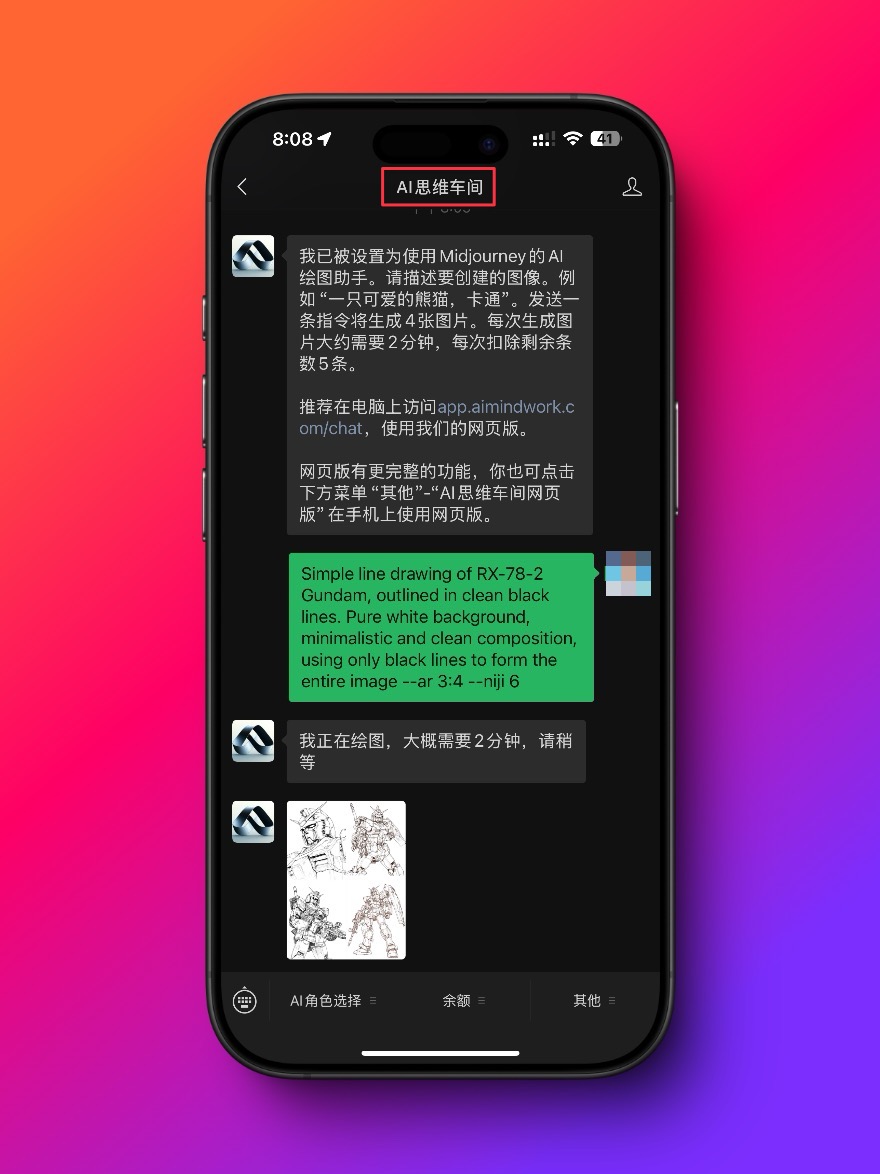 8:08
41
AI思维车间
我已被设置为使用Midjourney的AI
绘图助手。请描述要创建的图像。例
如“一只可爱的熊猫，卡通”。发送一
条指令将生成4张图片。每次生成图
片大约需要2分钟，每次扣除剩余条
数5条。
推荐在电脑上访问app.aimindwork.c
om/chat，使用我们的网页版。
网页版有更完整的功能，你也可点击
下方菜单“其他”-“AI思维车间网页
版”在手机上使用网页版。
Simple line drawing of RX-78-2
Gundam, outlined in clean black
lines. Pure white background,
minimalistic and clean composition,
using only black lines to form the
entire image --ar 3:4 --niji 6
我正在绘图，大概需要2分钟，请稍
等
AI角色选择
余额
其他